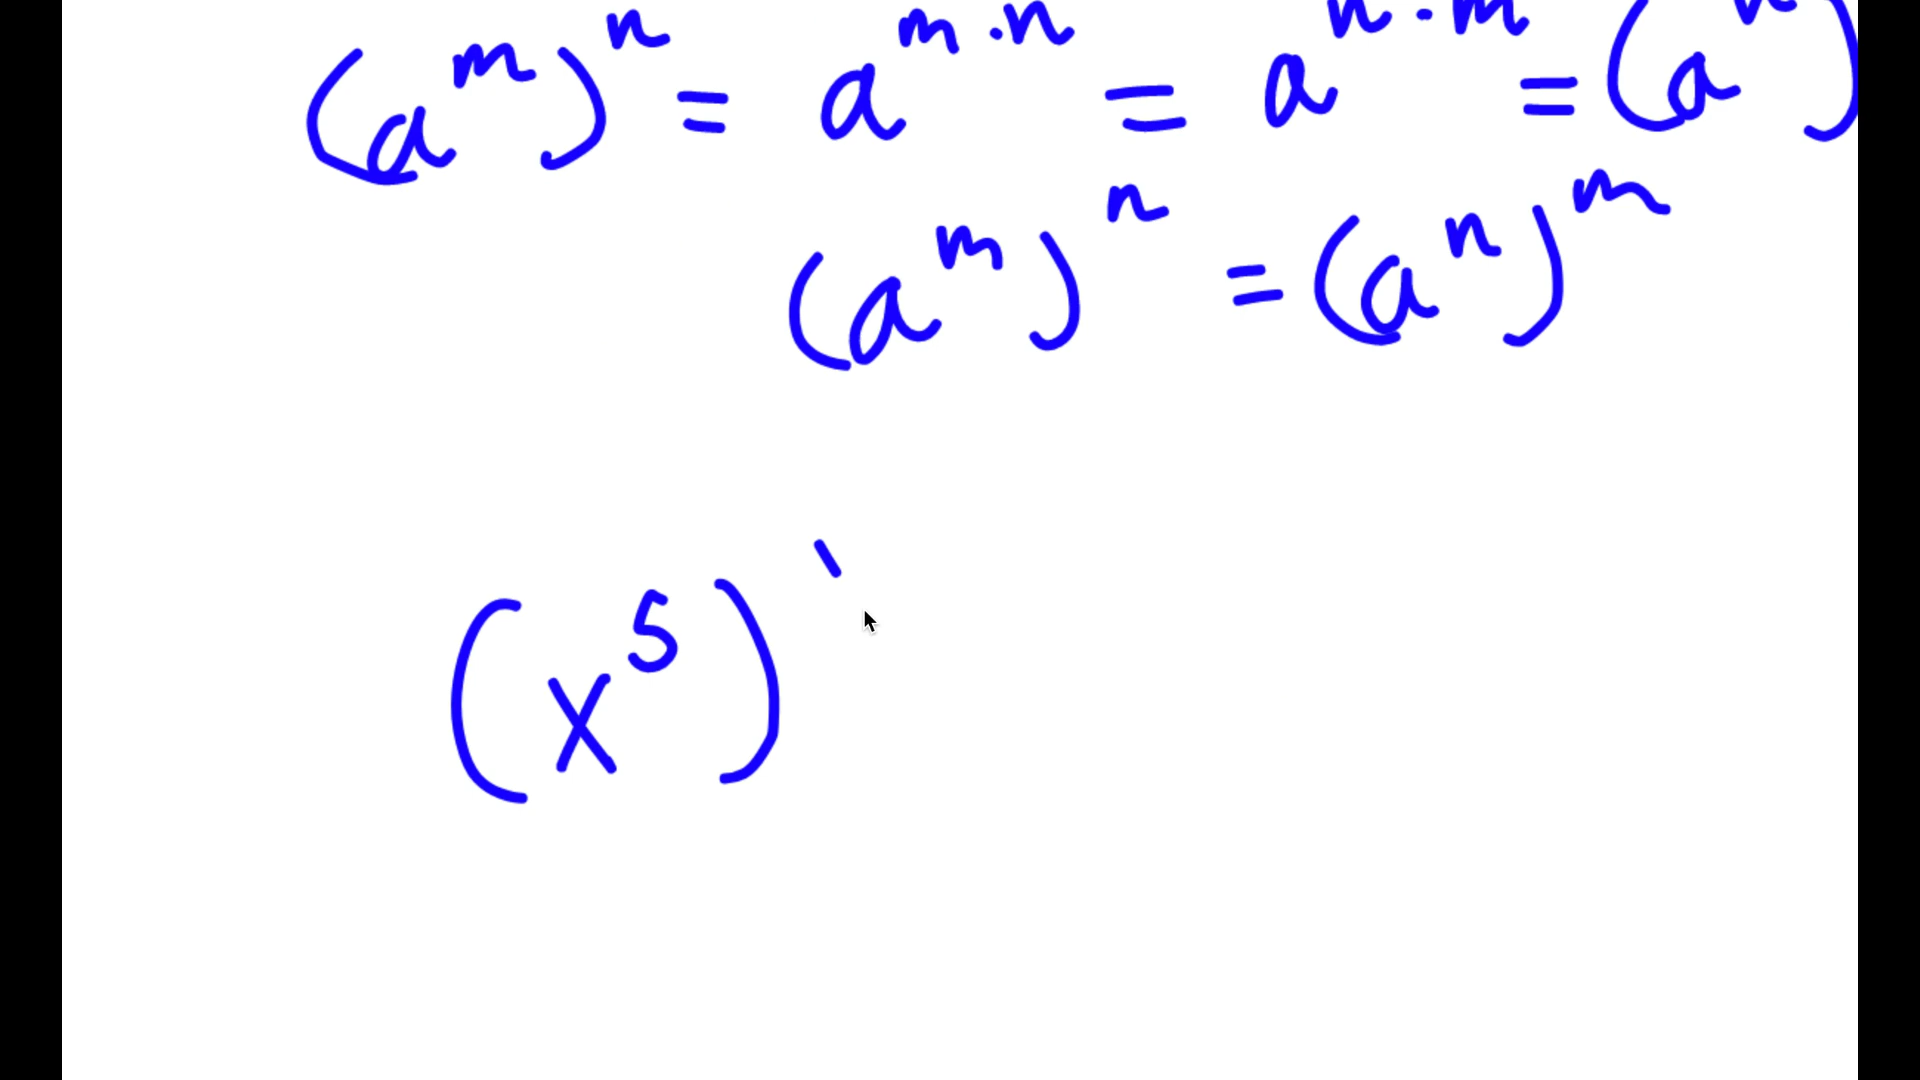 (a^m)^n = a^{m·n} = a^{n·m} = (a^n)
(a^m)^n = (a^n)^m
(x^5)